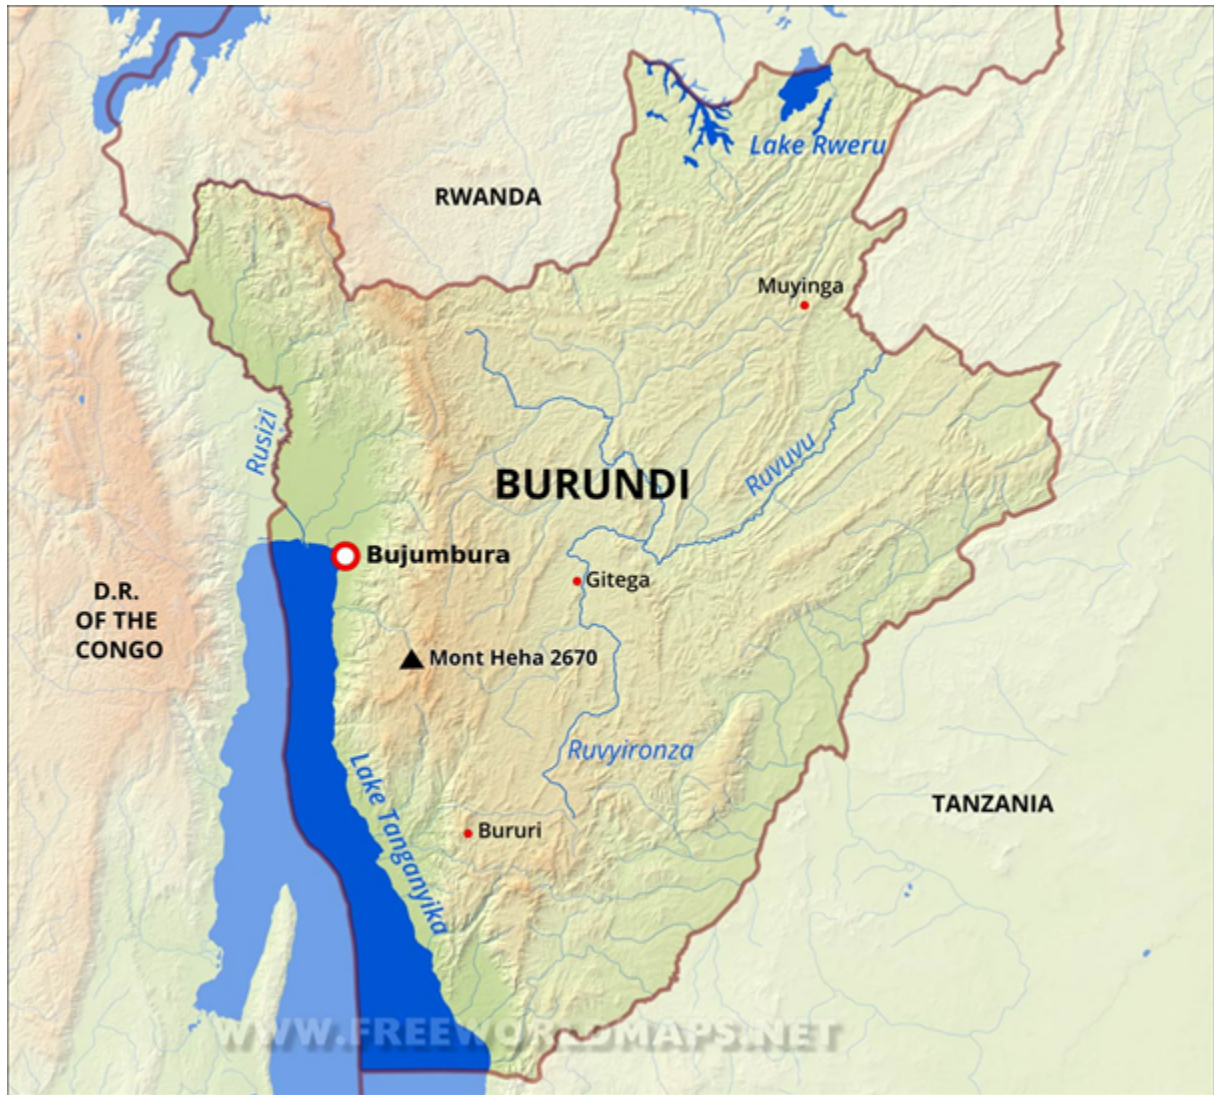 Lake Rweru
RWANDA
Muyinga
Rusizi
Ruvuvu
BURUNDI
Bujumbura
Gitega
D.R.
OF THE
CONGO
Mont Heha 2670
Ruvyironza
Lake Tanganyika
TANZANIA
Bururi
WWW.FREEWORLDMAPS.NET